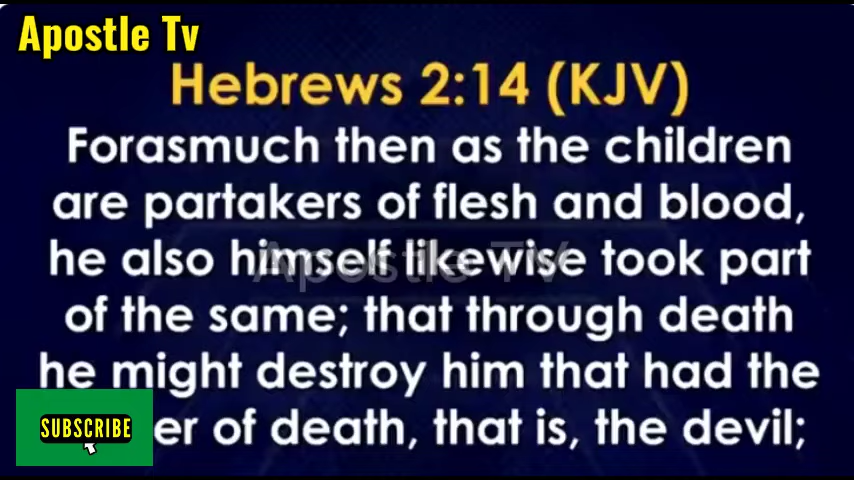 Apostle Tv
Hebrews 2:14 (KJV)
Forasmuch then as the children
are partakers of flesh and blood,
he also himself likewise took part
Apostle TV
of the same; that through death
he might destroy him that had the
er of death, that is, the devil;
SUBSCRIBE